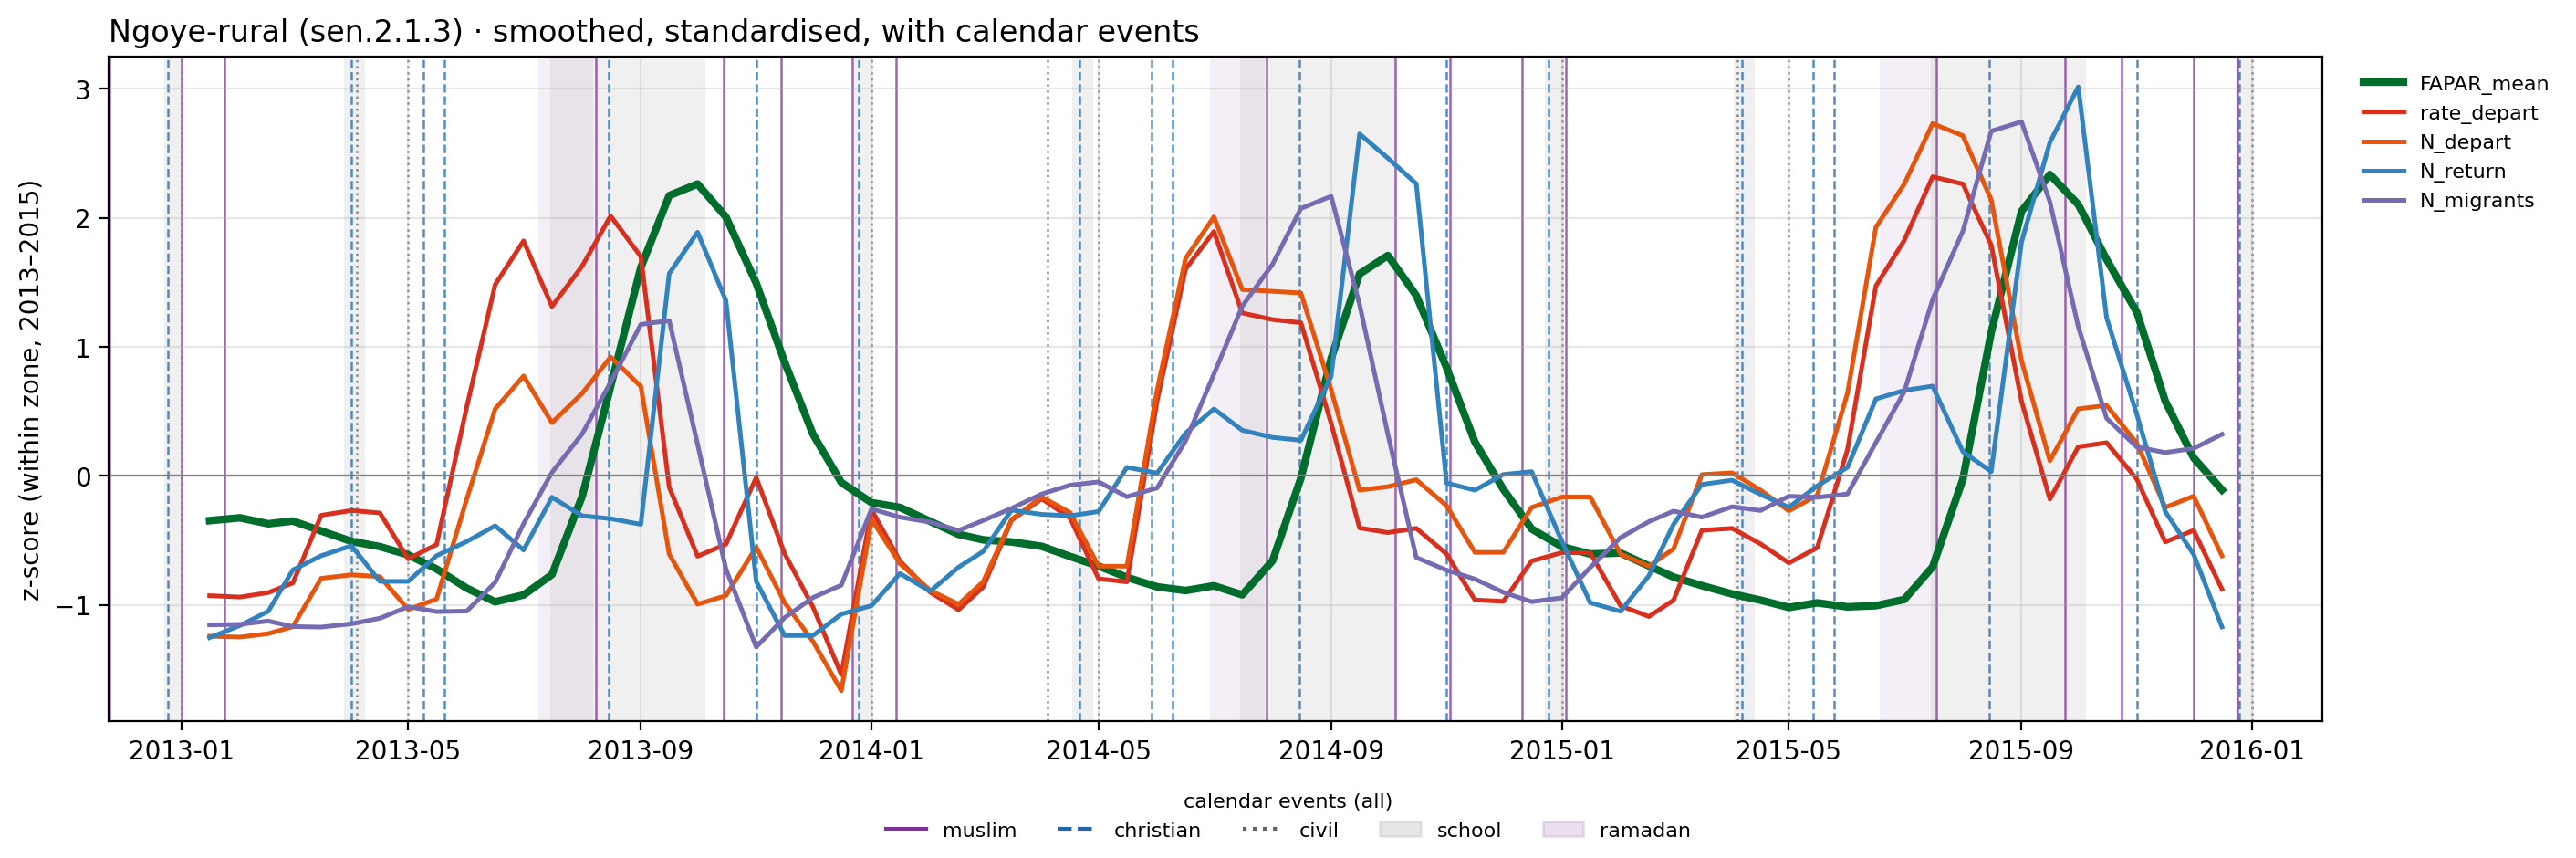 Ngoye-rural (sen.2.1.3) · smoothed, standardised, with calendar events
z-score (within zone, 2013–2015)
3
2
1
0
−1
2013-01
2013-05
2013-09
2014-01
2014-05
2014-09
2015-01
2015-05
2015-09
2016-01
FAPAR_mean
rate_depart
N_depart
N_return
N_migrants
calendar events (all)
muslim
christian
civil
school
ramadan